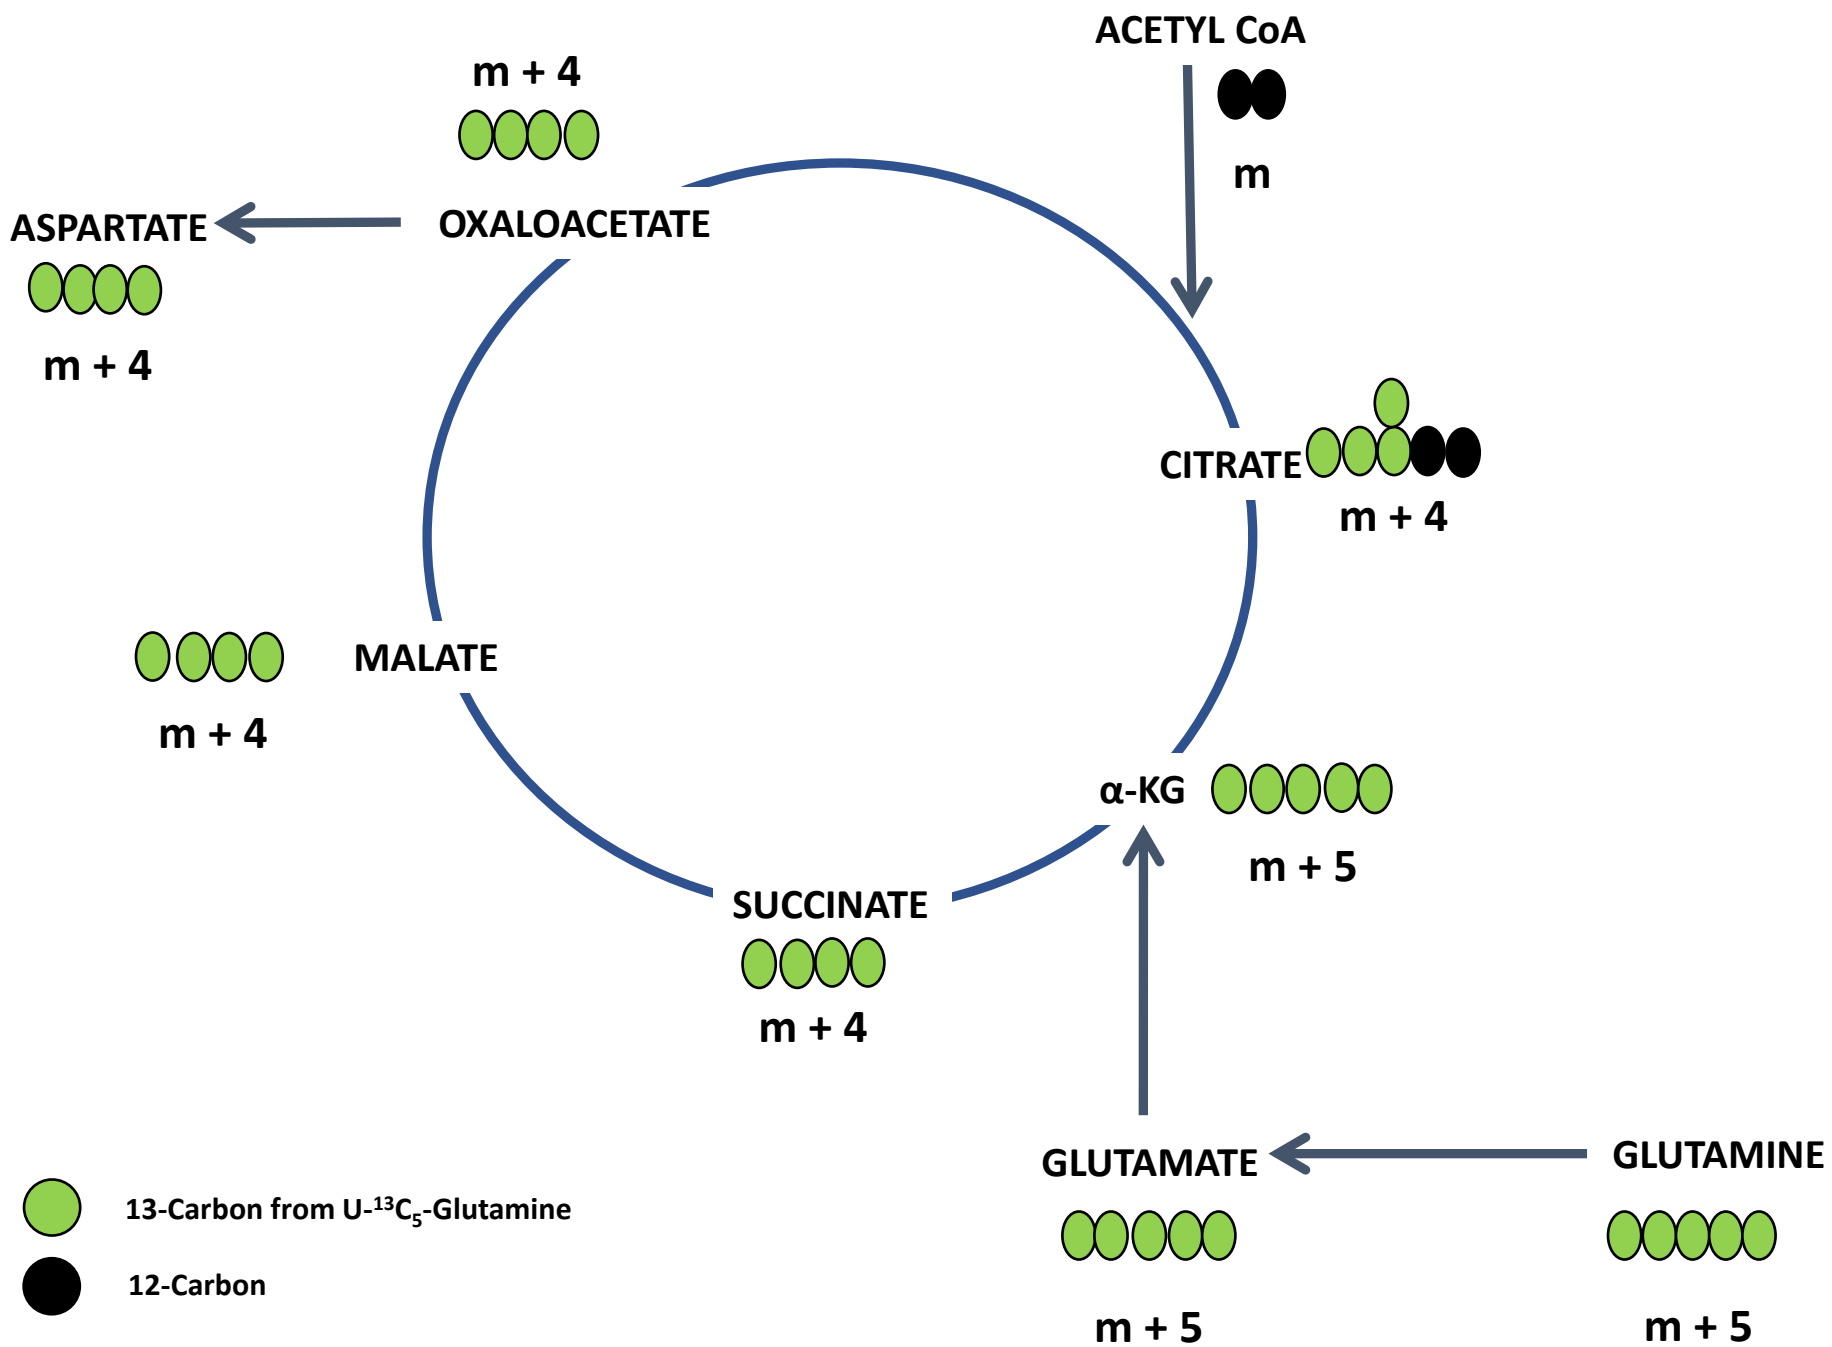 ACETYL CoA
m
m + 4
OXALOACETATE
ASPARTATE
m + 4
CITRATE
m + 4
MALATE
m + 4
α-KG
m + 5
SUCCINATE
m + 4
GLUTAMATE
m + 5
GLUTAMINE
m + 5
13-Carbon from U-¹³C₅-Glutamine
12-Carbon